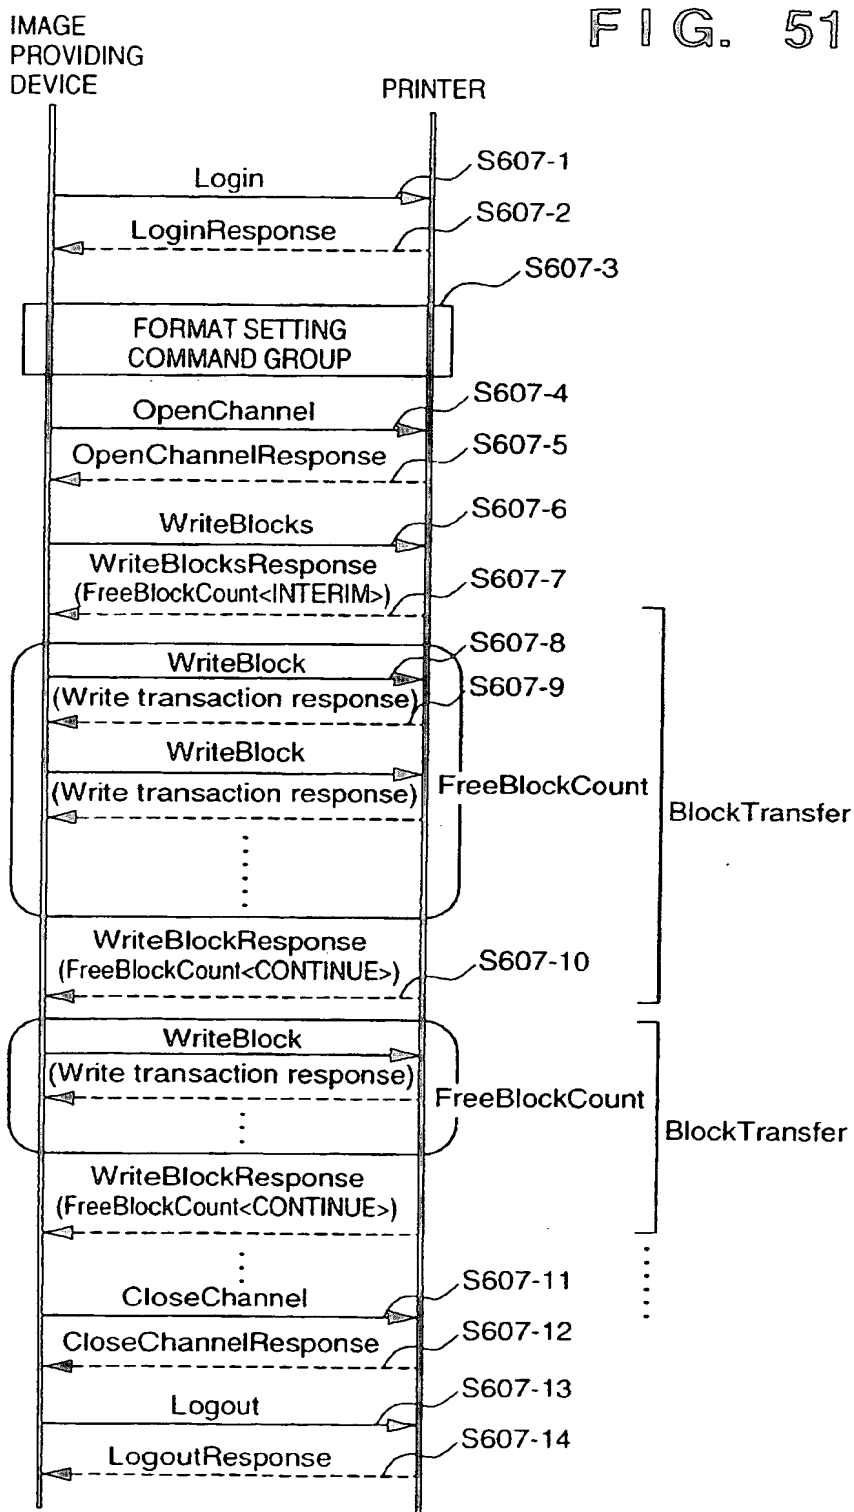 FIG. 51
IMAGE
PROVIDING
DEVICE
PRINTER
Login
S607-1
LoginResponse
S607-2
S607-3
FORMAT SETTING
COMMAND GROUP
OpenChannel
S607-4
OpenChannelResponse
S607-5
WriteBlocks
S607-6
WriteBlocksResponse
(FreeBlockCount<INTERIM>)
S607-7
WriteBlock
S607-8
(Write transaction response)
S607-9
WriteBlock
(Write transaction response)
FreeBlockCount
BlockTransfer
WriteBlockResponse
(FreeBlockCount<CONTINUE>)
S607-10
WriteBlock
(Write transaction response)
FreeBlockCount
BlockTransfer
WriteBlockResponse
(FreeBlockCount<CONTINUE>)
CloseChannel
S607-11
CloseChannelResponse
S607-12
Logout
S607-13
LogoutResponse
S607-14